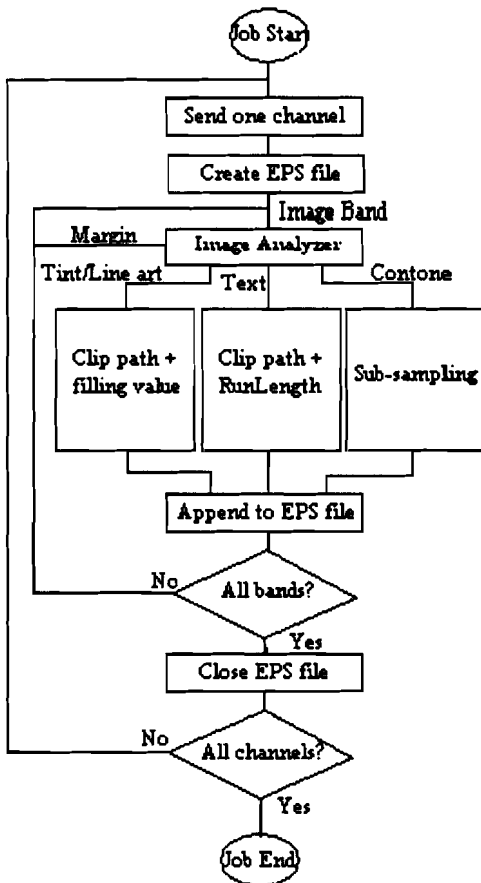 Job Start
Send one channel
Create EPS file
Image Band
Margin
Image Analyzer
Tint/Line art
Text
Contone
Clip path +
filling value
Clip path +
RunLength
Sub-sampling
Append to EPS file
No
All bands?
Yes
Close EPS file
No
All channels?
Yes
Job End